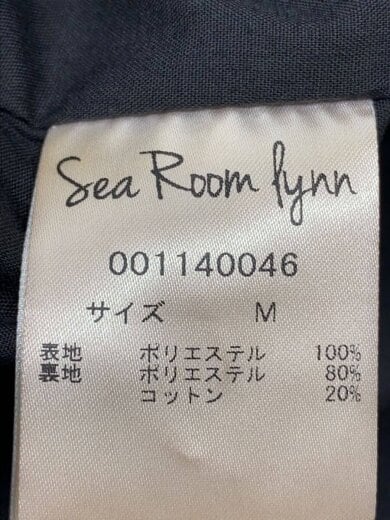 Sea Room lynn
001140046
サイズ M
表地 ポリエステル 100%
裏地 ポリエステル 80%
コットン 20%